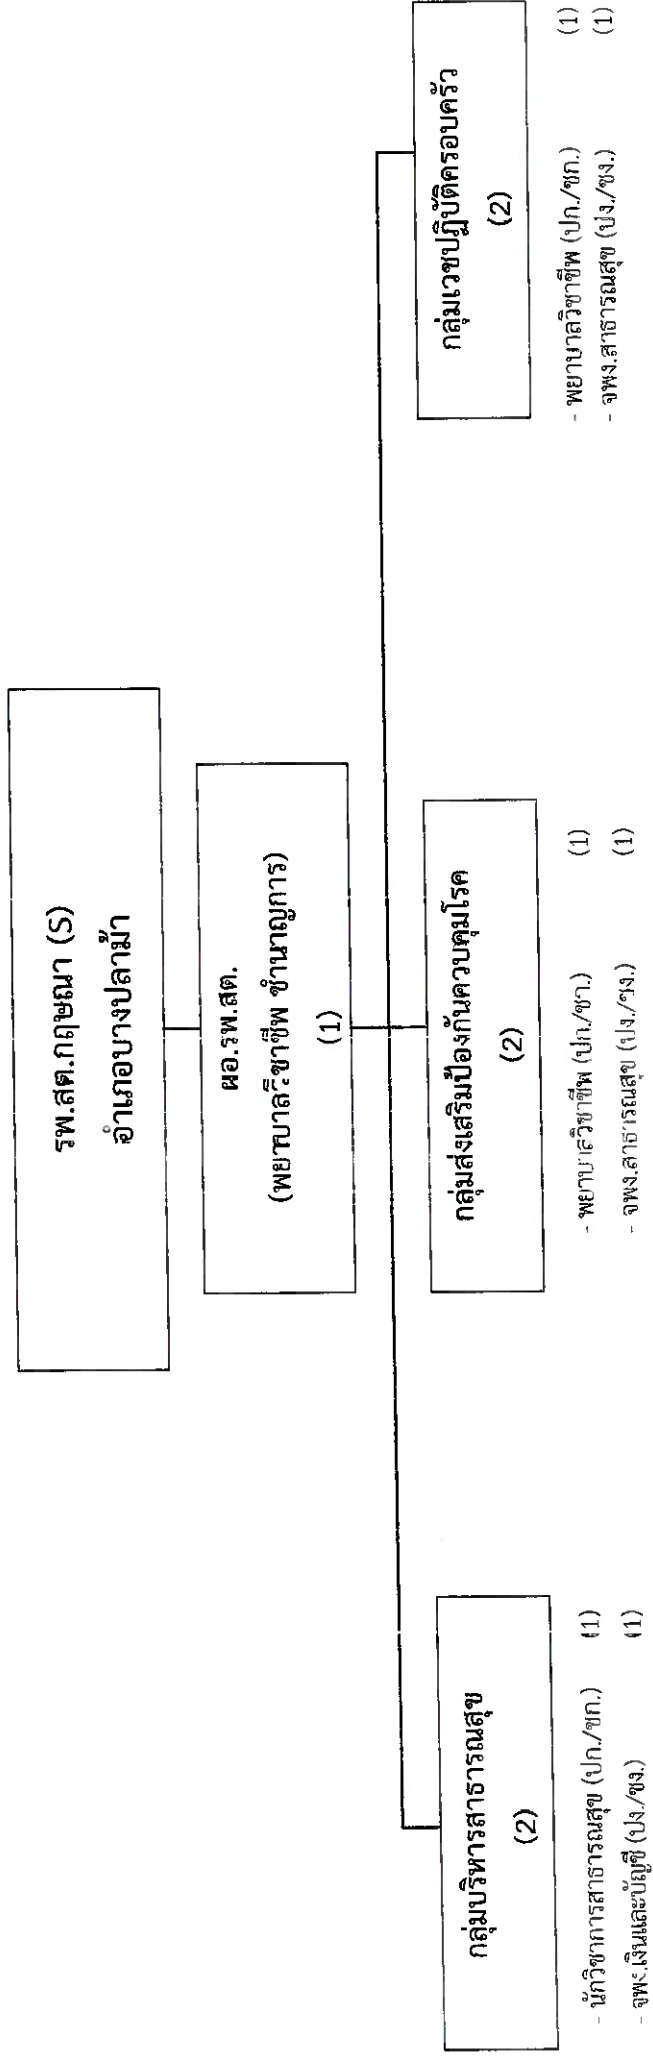 รพ.สต.กฤษณา (S)
อำเภอบางปลาม้า
ผอ.รพ.สต.
(พยาบาลวิชาชีพ ชำนาญการ)
(1)
กลุ่มบริหารสาธารณสุข
(2)
- นักวิชาการสาธารณสุข (ปก./ชก.) (1)
- จพง.เงินและบัญชี (ปง./ชง.) (1)
กลุ่มส่งเสริมป้องกันควบคุมโรค
(2)
- พยาบาลวิชาชีพ (ปก./ชก.) (1)
- จพง.สาธารณสุข (ปง./ชง.) (1)
กลุ่มเวชปฏิบัติครอบครัว
(2)
- พยาบาลวิชาชีพ (ปก./ชก.) (1)
- จพง.สาธารณสุข (ปง./ชง.) (1)